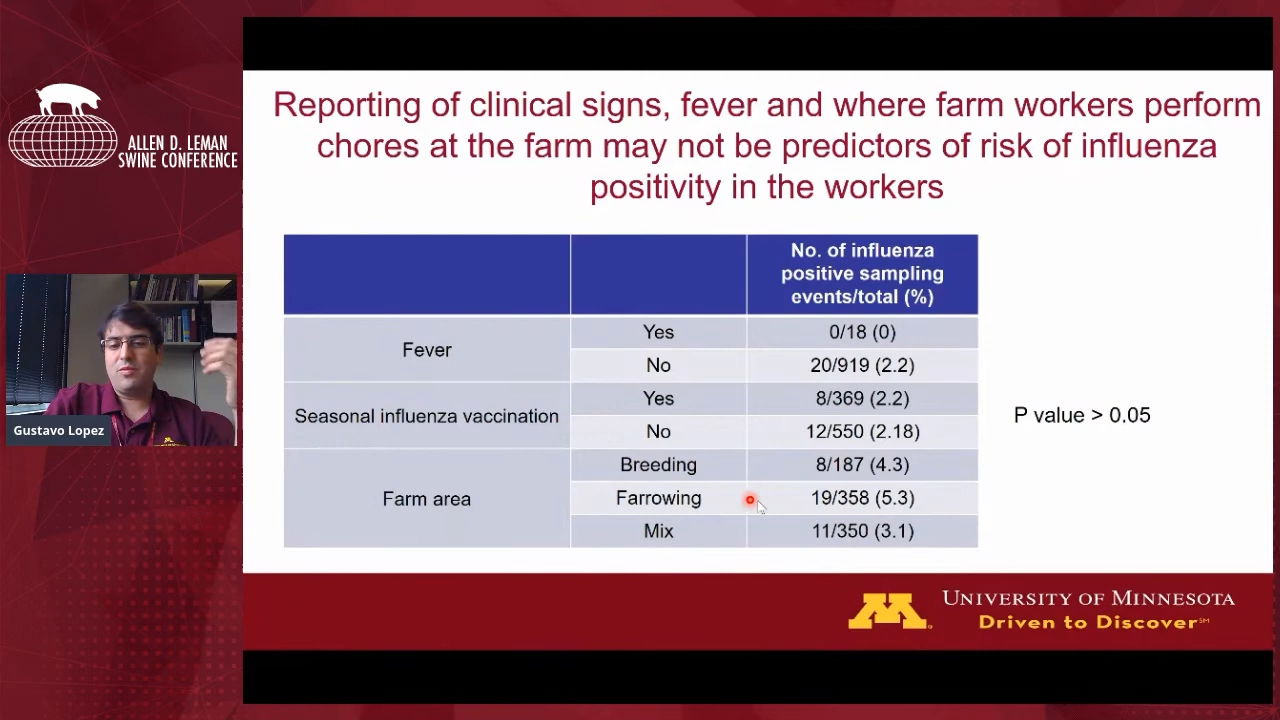 ALLEN D. LEMAN
SWINE CONFERENCE
Gustavo Lopez
Reporting of clinical signs, fever and where farm workers perform
chores at the farm may not be predictors of risk of influenza
positivity in the workers
No. of influenza
positive sampling
events/total (%)
Fever
Yes
0/18 (0)
No
20/919 (2.2)
Seasonal influenza vaccination
Yes
8/369 (2.2)
No
12/550 (2.18)
Farm area
Breeding
8/187 (4.3)
Farrowing
19/358 (5.3)
Mix
11/350 (3.1)
P value > 0.05
M
UNIVERSITY OF MINNESOTA
Driven to Discover℠